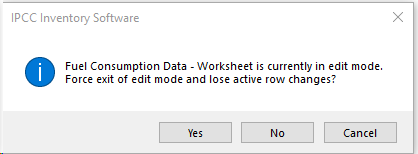 IPCC Inventory Software
Fuel Consumption Data - Worksheet is currently in edit mode.
Force exit of edit mode and lose active row changes?
Yes
No
Cancel